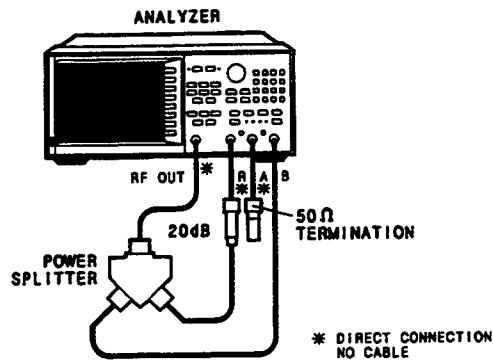 ANALYZER
RF OUT * R * A * B
20dB
50Ω
TERMINATION
POWER
SPLITTER
* DIRECT CONNECTION
NO CABLE